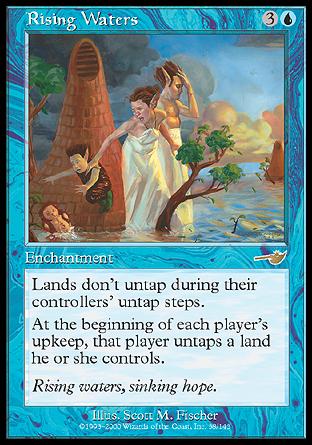 Rising Waters 3
Enchantment
Lands don't untap during their
controllers' untap steps.
At the beginning of each player's
upkeep, that player untaps a land
he or she controls.
Rising waters, sinking hope.
Illus. Scott M. Fischer
©1993-2000 Wizards of the Coast, Inc. 38/143